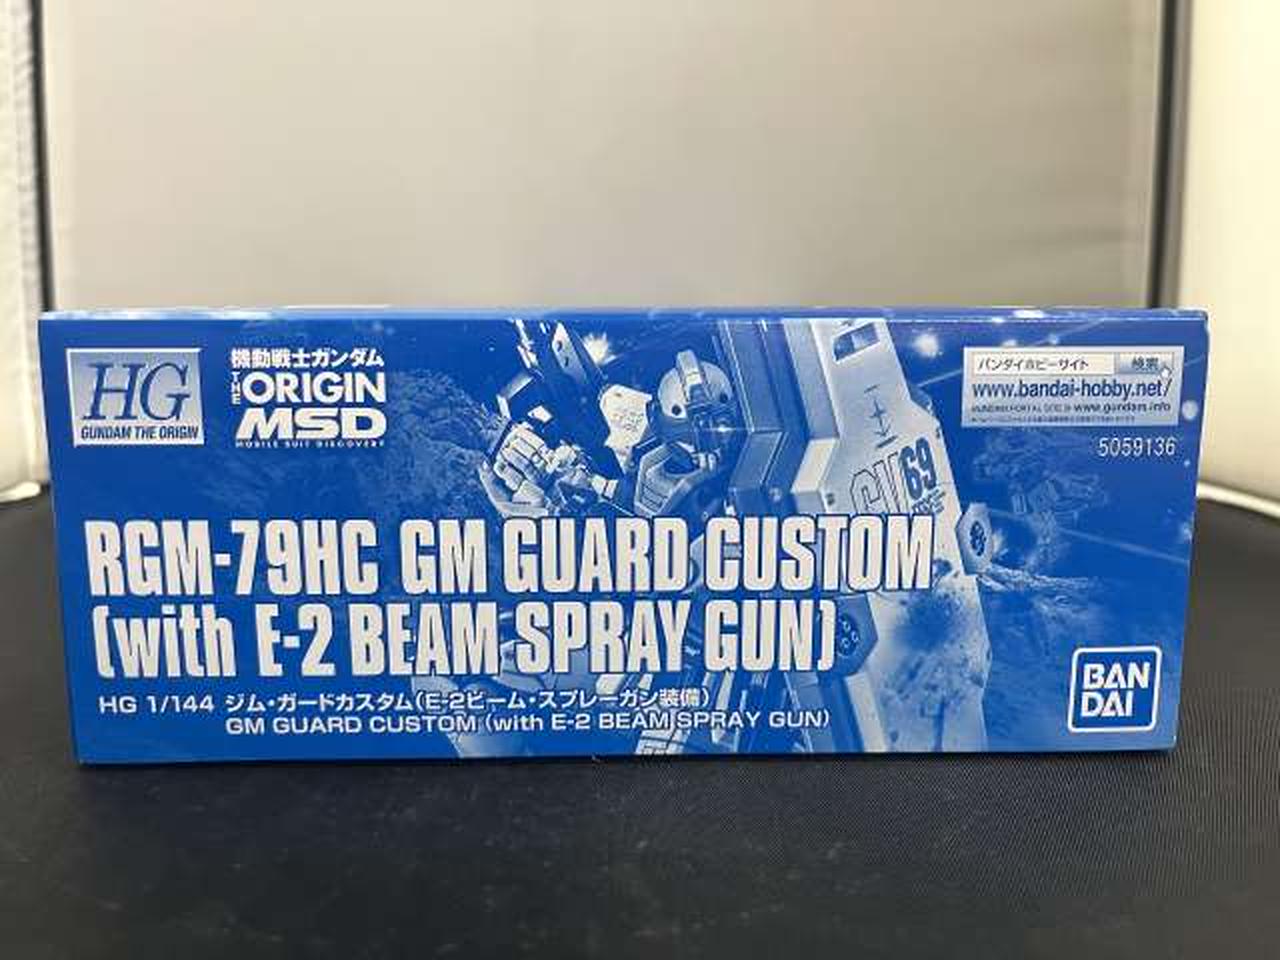 HG
GUNDAM THE ORIGIN
機動戦士ガンダム
THE ORIGIN
MSD
MOBILE SUIT DISCOVERY
バンダイホビーサイト 検索
www.bandai-hobby.net/
GUNDAM PORTAL SITE www.gundam.info
5059136
69
RGM-79HC GM GUARD CUSTOM
(with E-2 BEAM SPRAY GUN)
HG 1/144 ジム・ガードカスタム(E-2ビーム・スプレーガン装備)
GM GUARD CUSTOM (with E-2 BEAM SPRAY GUN)
BAN
DAI